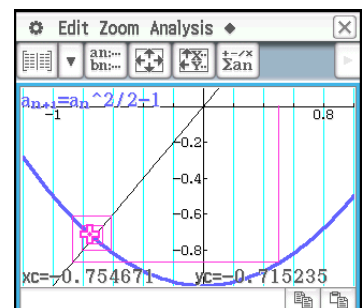 Edit Zoom Analysis ◆
an:... bn:... X.. Y.. +-/× Σan
an+1=an^2/2-1
-1 0.8
-0.2
-0.4
-0.6
-0.8
xc=-0.754671 yc=-0.715235